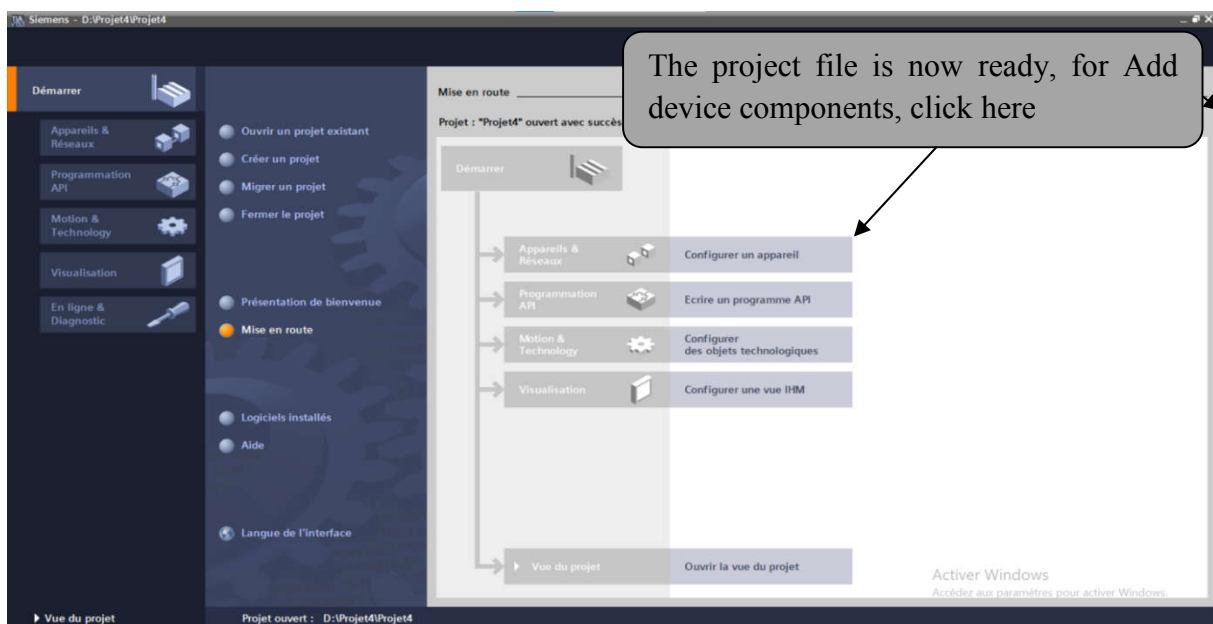 Siemens - D:\Projet4\Projet4
The project file is now ready, for Add
device components, click here
Démarrer
Appareils &
Réseaux
Programmation
API
Motion &
Technology
Visualisation
En ligne &
Diagnostic
Ouvrir un projet existant
Créer un projet
Migrer un projet
Fermer le projet
Présentation de bienvenue
Mise en route
Logiciels installés
Aide
Langue de l'interface
Mise en route
Projet : "Projet4" ouvert avec succès
Démarrer
Appareils &
Réseaux
Configurer un appareil
Programmation
API
Ecrire un programme API
Motion &
Technology
Configurer
des objets technologiques
Visualisation
Configurer une vue IHM
Vue du projet
Ouvrir la vue du projet
Activer Windows
Accédez aux paramètres pour activer Windows.
Vue du projet
Projet ouvert : D:\Projet4\Projet4